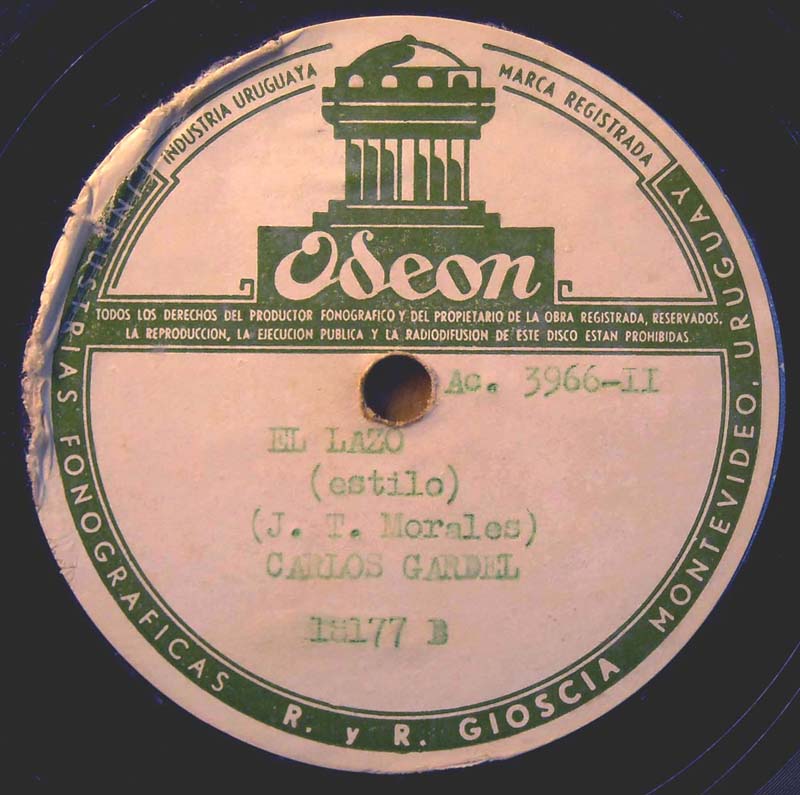 INDUSTRIA URUGUAYA
MARCA REGISTRADA
Odeon
TODOS LOS DERECHOS DEL PRODUCTOR FONOGRAFICO Y DEL PROPIETARIO DE LA OBRA REGISTRADA, RESERVADOS.
LA REPRODUCCION, LA EJECUCION PUBLICA Y LA RADIODIFUSION DE ESTE DISCO ESTAN PROHIBIDAS.
Ac. 3966-II
EL LAZO
(estilo)
(J. T. Morales)
CARLOS GARDEL
18177 B
INDUSTRIAS FONOGRAFICAS R. y R. GIOSCIA MONTEVIDEO, URUGUAY